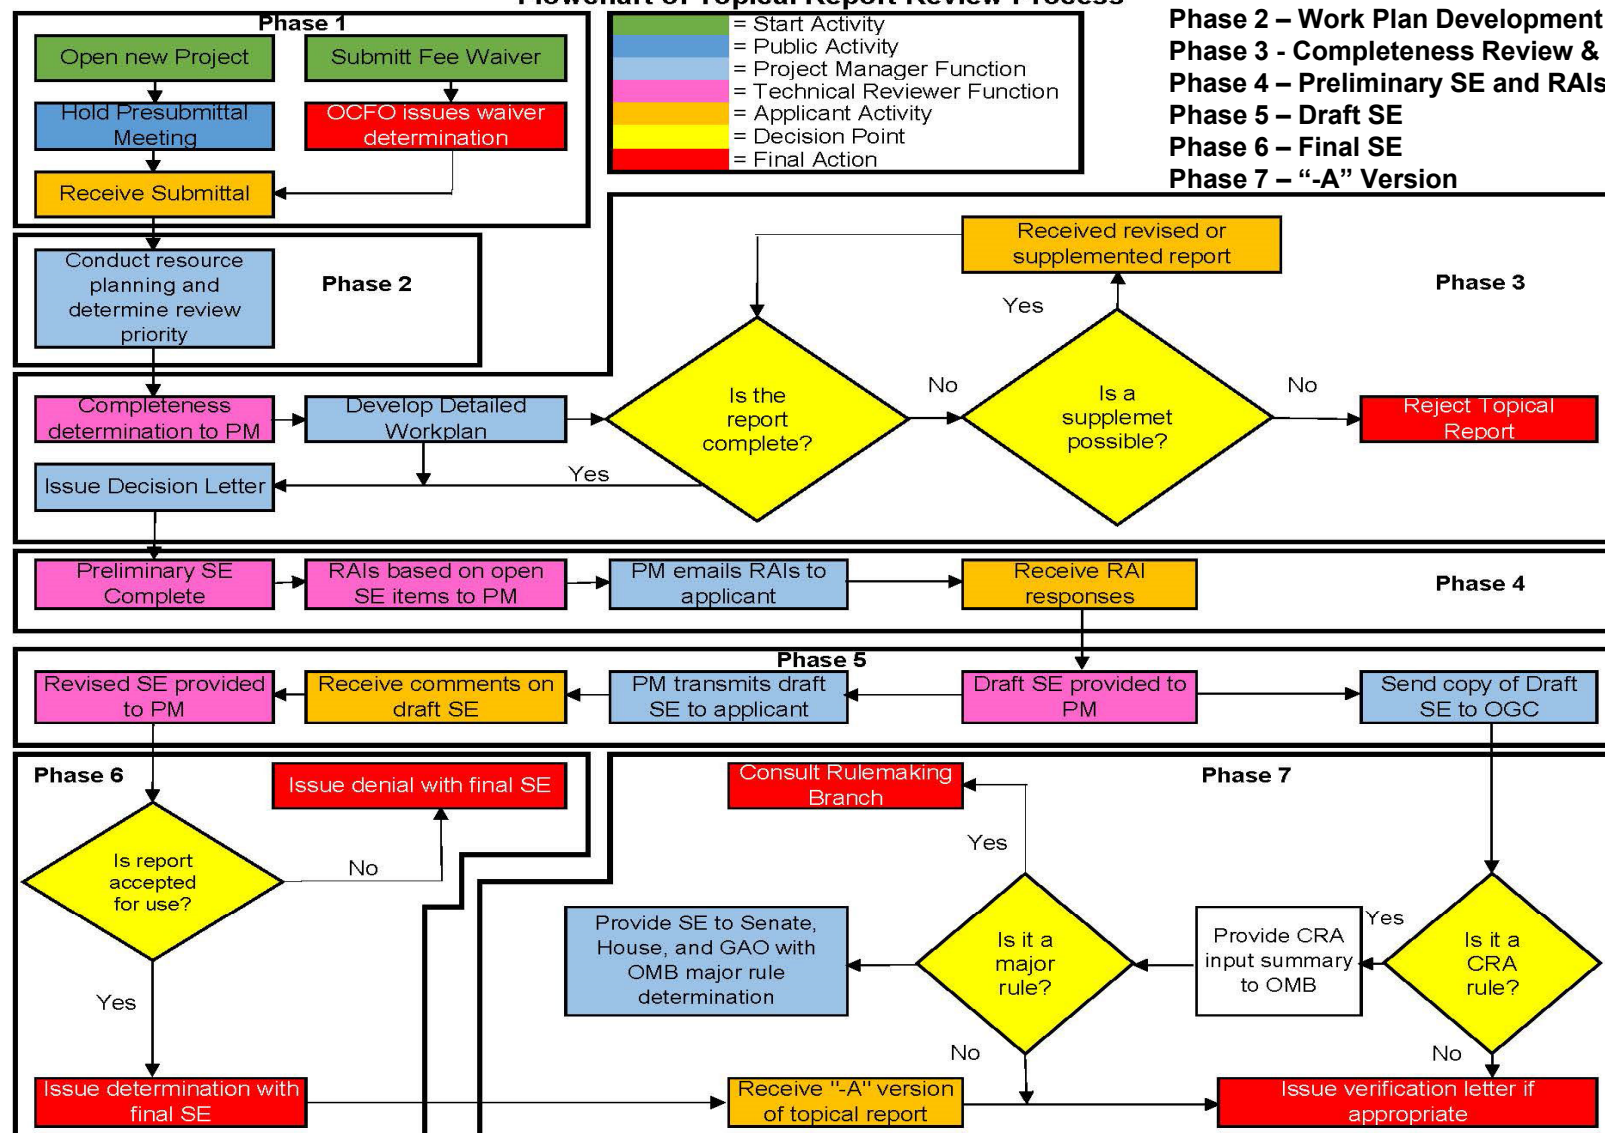 Flowchart of Topical Report Review Process
Phase 1
Open new Project
Submitt Fee Waiver
Hold Presubmittal
Meeting
OCFO issues waiver
determination
Receive Submittal
= Start Activity
= Public Activity
= Project Manager Function
= Technical Reviewer Function
= Applicant Activity
= Decision Point
= Final Action
Phase 2 – Work Plan Development
Phase 3 - Completeness Review &
Phase 4 – Preliminary SE and RAIs
Phase 5 – Draft SE
Phase 6 – Final SE
Phase 7 – “-A” Version
Conduct resource
planning and
determine review
priority
Phase 2
Received revised or
supplemented report
Phase 3
Yes
Completeness
determination to PM
Develop Detailed
Workplan
Is the
report
complete?
No
Is a
supplemet
possible?
No
Reject Topical
Report
Issue Decision Letter
Yes
Preliminary SE
Complete
RAIs based on open
SE items to PM
PM emails RAIs to
applicant
Receive RAI
responses
Phase 4
Phase 5
Revised SE provided
to PM
Receive comments on
draft SE
PM transmits draft
SE to applicant
Draft SE provided to
PM
Send copy of Draft
SE to OGC
Phase 6
Issue denial with final SE
Is report
accepted
for use?
No
Yes
Issue determination with
final SE
Consult Rulemaking
Branch
Phase 7
Yes
Provide SE to Senate,
House, and GAO with
OMB major rule
determination
Is it a
major
rule?
Provide CRA
input summary
to OMB
Yes
Is it a
CRA
rule?
No
No
Receive "-A" version
of topical report
Issue verification letter if
appropriate